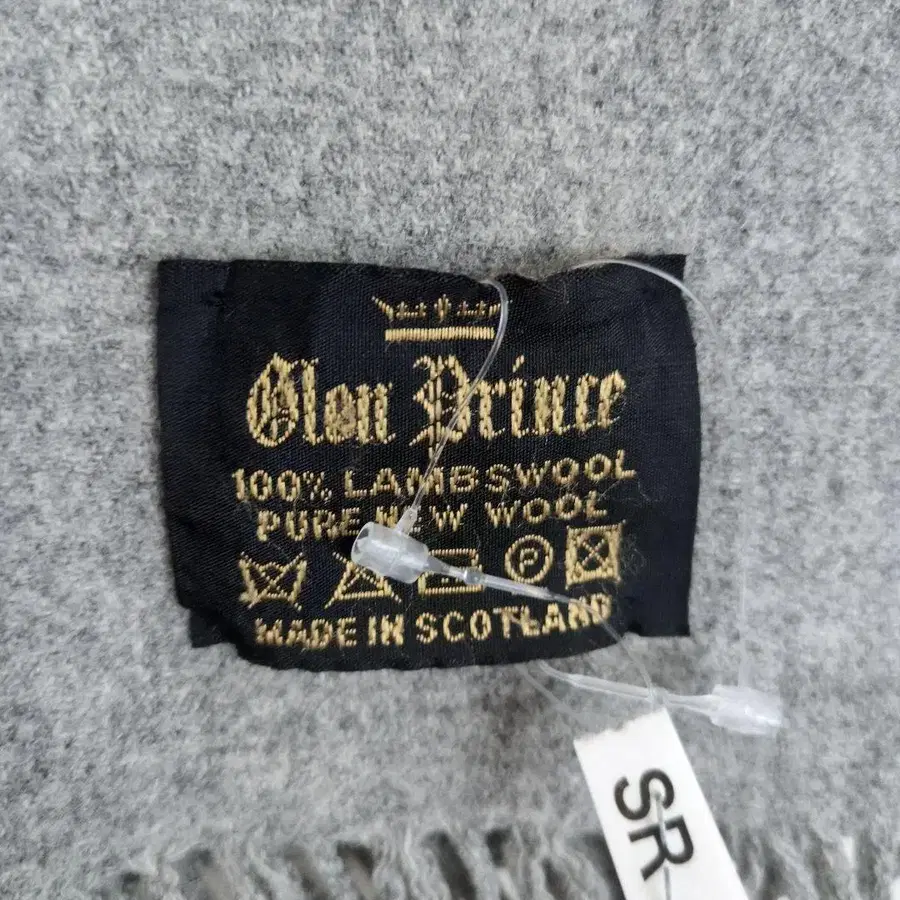 Glen Prince
100% LAMBSWOOL
PURE NEW WOOL
P
MADE IN SCOTLAND
SR